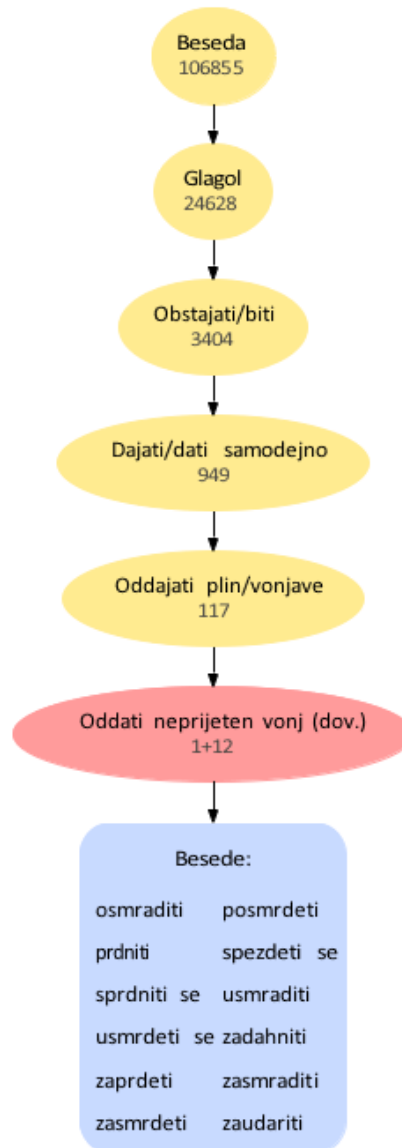 Beseda
106855
Glagol
24628
Obstajati/biti
3404
Dajati/dati samodejno
949
Oddajati plin/vonjave
117
Oddati neprijeten vonj (dov.)
1+12
Besede:
osmraditi posmrdeti
prdniti spezdeti se
sprdniti se usmraditi
usmrdeti se zadahniti
zaprdeti zasmraditi
zasmrdeti zaudariti